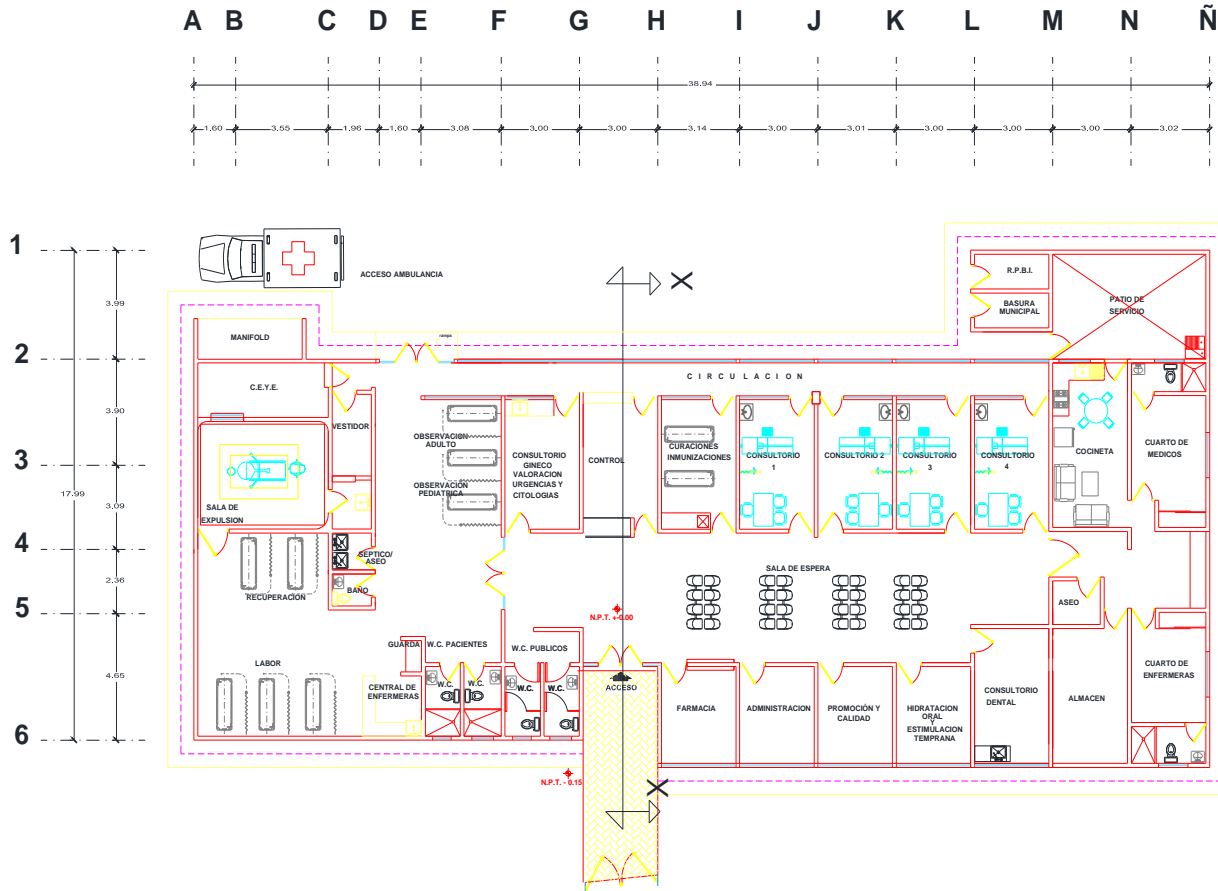 A B C D E F G H I J K L M N Ñ
38.94
1.60 3.55 1.96 1.60 3.08 3.00 3.00 3.14 3.00 3.01 3.00 3.00 3.00 3.02
1
ACCESO AMBULANCIA
X
R.P.B.I.
3.99
BASURA
MUNICIPAL
PATIO DE
SERVICIO
MANIFOLD
rampa
2
CIRCULACION
C.E.Y.E.
3.90
VESTIDOR
OBSERVACION
ADULTO
CONSULTORIO
GINECO
VALORACION
URGENCIAS Y
CITOLOGIAS
CONTROL
CURACIONES
INMUNIZACIONES
CONSULTORIO
1
CONSULTORIO 2
CONSULTORIO
3
CONSULTORIO
4
COCINETA
CUARTO DE
MEDICOS
3
OBSERVACION
PEDIATRICA
17.99
3.09
SALA DE
EXPULSION
4
SEPTICO/
ASEO
SALA DE ESPERA
2.36
RECUPERACION
BAÑO
ASEO
5
N.P.T. +-0.00
GUARDA
W.C. PACIENTES
W.C. PUBLICOS
4.65
LABOR
CENTRAL DE
ENFERMERAS
W.C.
W.C.
W.C.
W.C.
ACCESO
FARMACIA
ADMINISTRACION
PROMOCIÓN Y
CALIDAD
HIDRATACION
ORAL
Y
ESTIMULACION
TEMPRANA
CONSULTORIO
DENTAL
ALMACEN
CUARTO DE
ENFERMERAS
6
N.P.T. - 0.15
X